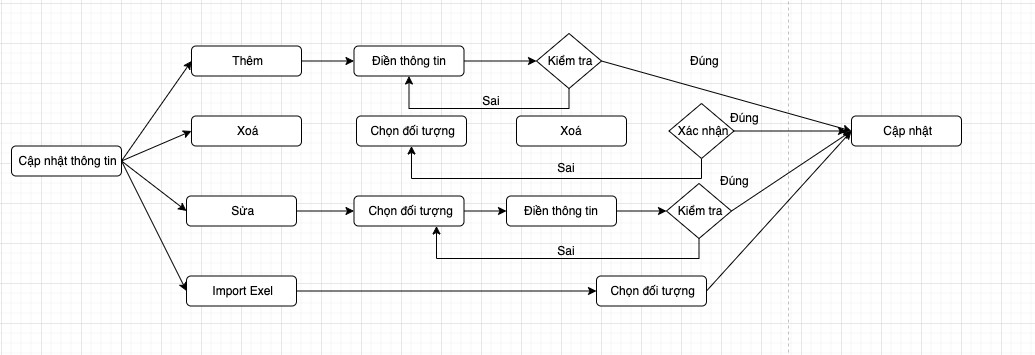 Thêm
Điền thông tin
Kiểm tra
Đúng
Sai
Xoá
Chọn đối tượng
Xoá
Xác nhận
Đúng
Cập nhật
Cập nhật thông tin
Sai
Đúng
Sửa
Chọn đối tượng
Điền thông tin
Kiểm tra
Sai
Import Exel
Chọn đối tượng